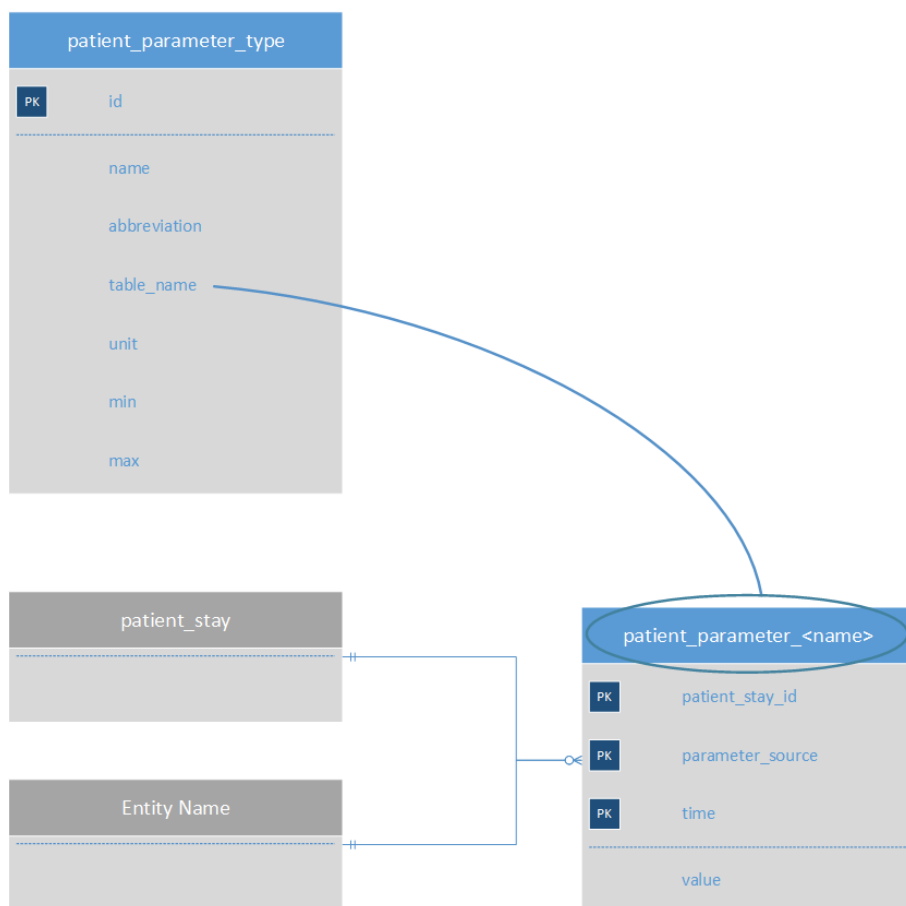 patient_parameter_type
PK id
name
abbreviation
table_name
unit
min
max
patient_stay
Entity Name
patient_parameter_<name>
PK patient_stay_id
PK parameter_source
PK time
value